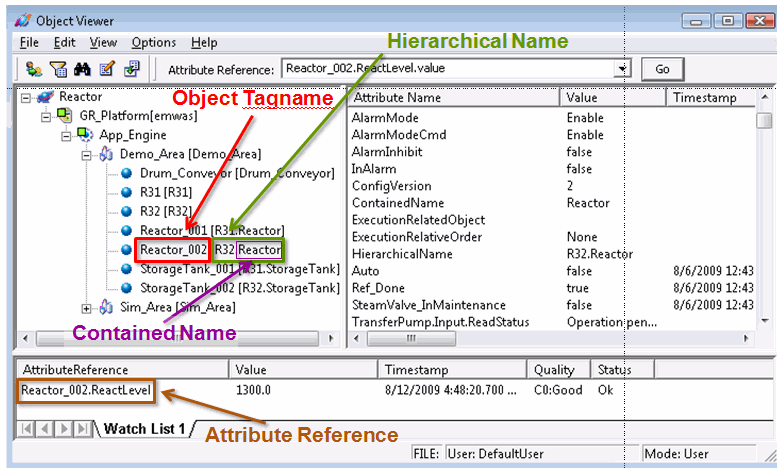 Object Viewer
File Edit View Options Help
Hierarchical Name
Attribute Reference: Reactor_002.ReactLevel.value Go
Reactor
GR_Platform[emwas]
App_Engine
Demo_Area [Demo_Area]
Drum_Conveyor [Drum_Conveyor]
R31 [R31]
R32 [R32]
Reactor_001 [R31.Reactor]
Reactor_002 [R32.Reactor]
StorageTank_001 [R31.StorageTank]
StorageTank_002 [R32.StorageTank]
Sim_Area [Sim_Area]
Object Tagname
Contained Name
Attribute Name Value Timestamp
AlarmMode Enable
AlarmModeCmd Enable
AlarmInhibit false
InAlarm false
ConfigVersion 2
ContainedName Reactor
ExecutionRelatedObject
ExecutionRelativeOrder None
HierarchicalName R32.Reactor
Auto false 8/6/2009 12:43
Ref_Done true 8/6/2009 12:43
SteamValve_InMaintenance false 8/6/2009 12:43
TransferPump.Input.ReadStatus Operation pen...
AttributeReference Value Timestamp Quality Status
Reactor_002.ReactLevel 1300.0 8/12/2009 4:48:20.700 ... C0:Good Ok
Watch List 1
Attribute Reference
FILE: User: DefaultUser Mode: User